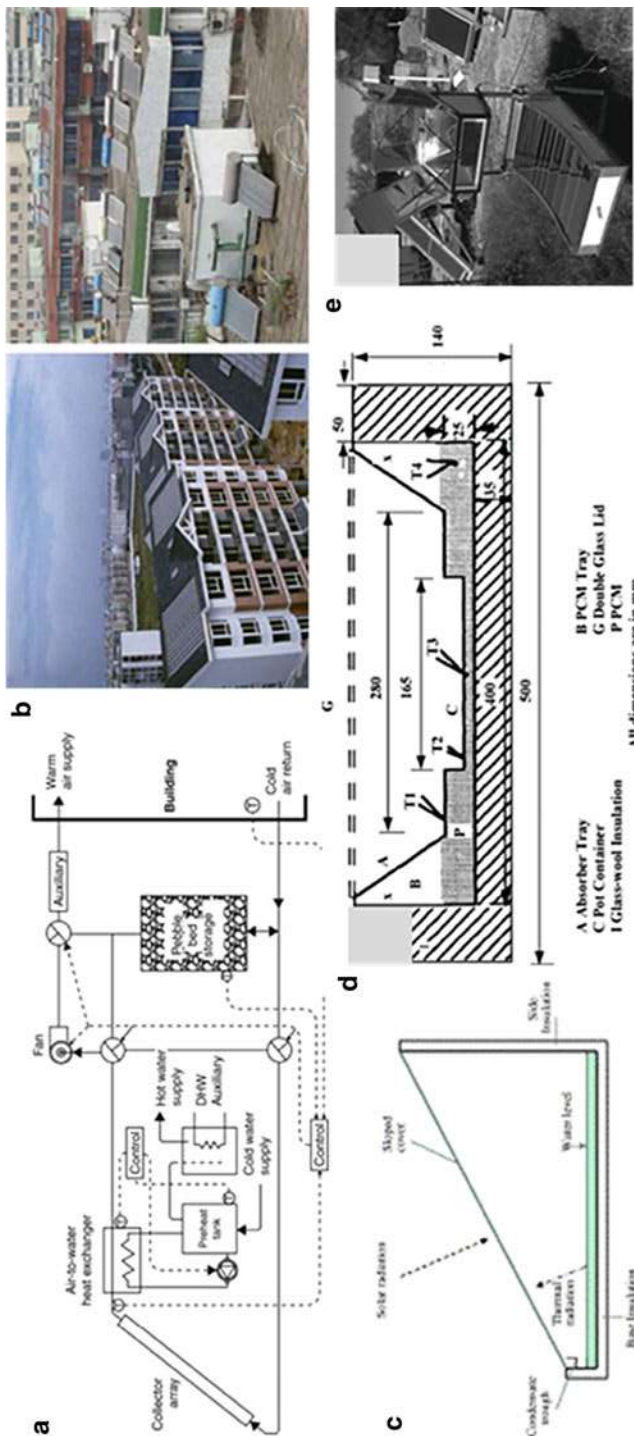 a
Collector
array
Air-to-water
heat exchanger
T
T
Control
Preheat
tank
T
Hot water
supply
DHW
Auxiliary
Cold water
supply
Control
Fan
Auxiliary
Warm
air supply
Pebble
bed
storage
T
Building
T
Cold
air return
b
c
Solar radiation
Sloped
cover
Thermal
radiation
Water level
Side
Insulation
Condensate
trough
Base Insulation
d
G
50
140
x
A
B
280
165
T1
T2
T3
T4
x
25
P
C
35
I
400
500
A Absorber Tray
C Pot Container
I Glass-wool Insulation
B PCM Tray
G Double Glass Lid
P PCM
All dimensions are in mm
e